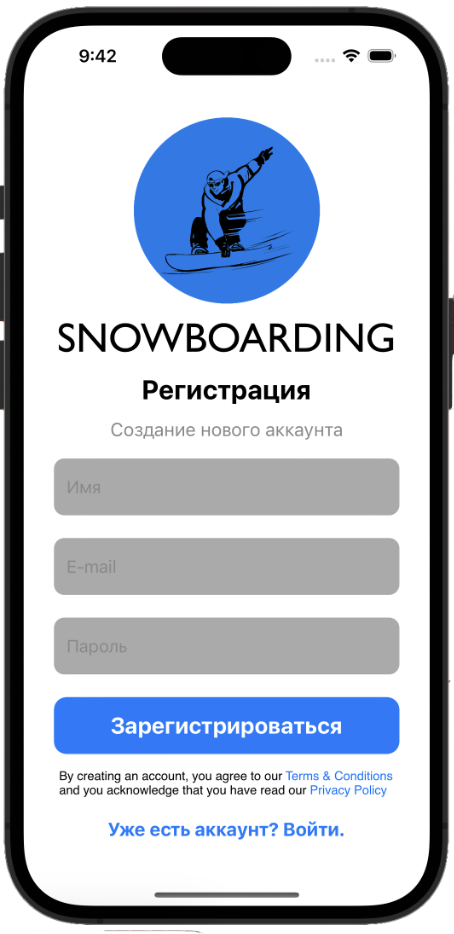 9:42
SNOWBOARDING
Регистрация
Создание нового аккаунта
Имя
E-mail
Пароль
Зарегистрироваться
By creating an account, you agree to our Terms & Conditions
and you acknowledge that you have read our Privacy Policy
Уже есть аккаунт? Войти.